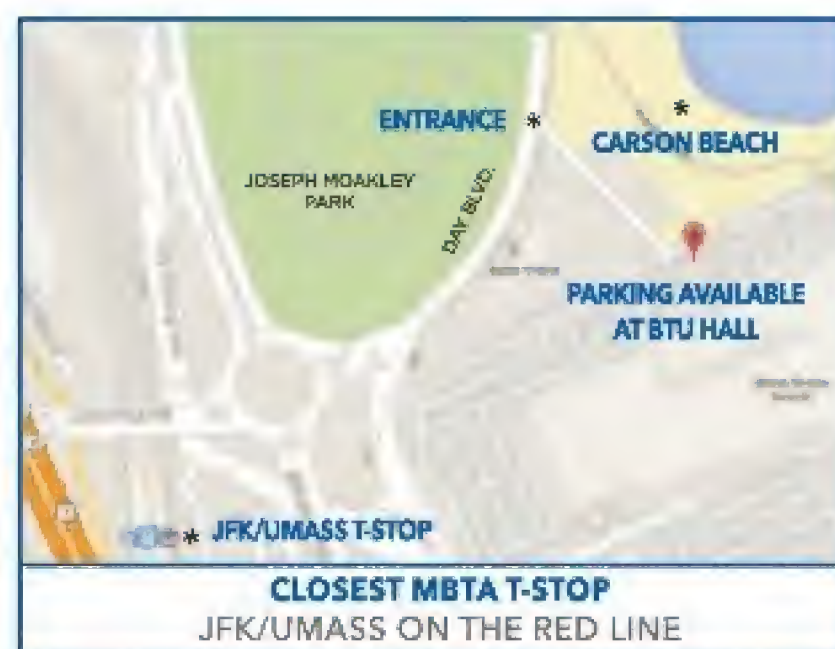 ENTRANCE *
* CARSON BEACH
JOSEPH MOAKLEY
PARK
DAY BLVD.
PARKING AVAILABLE
AT BTU HALL
* JFK/UMASS T-STOP
CLOSEST MBTA T-STOP
JFK/UMASS ON THE RED LINE